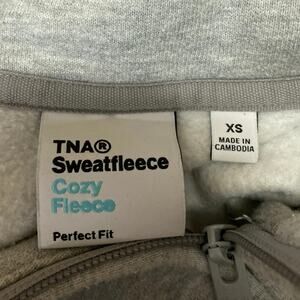 TNA®
Sweatfleece
Cozy
Fleece
Perfect Fit
XS
MADE IN
CAMBODIA